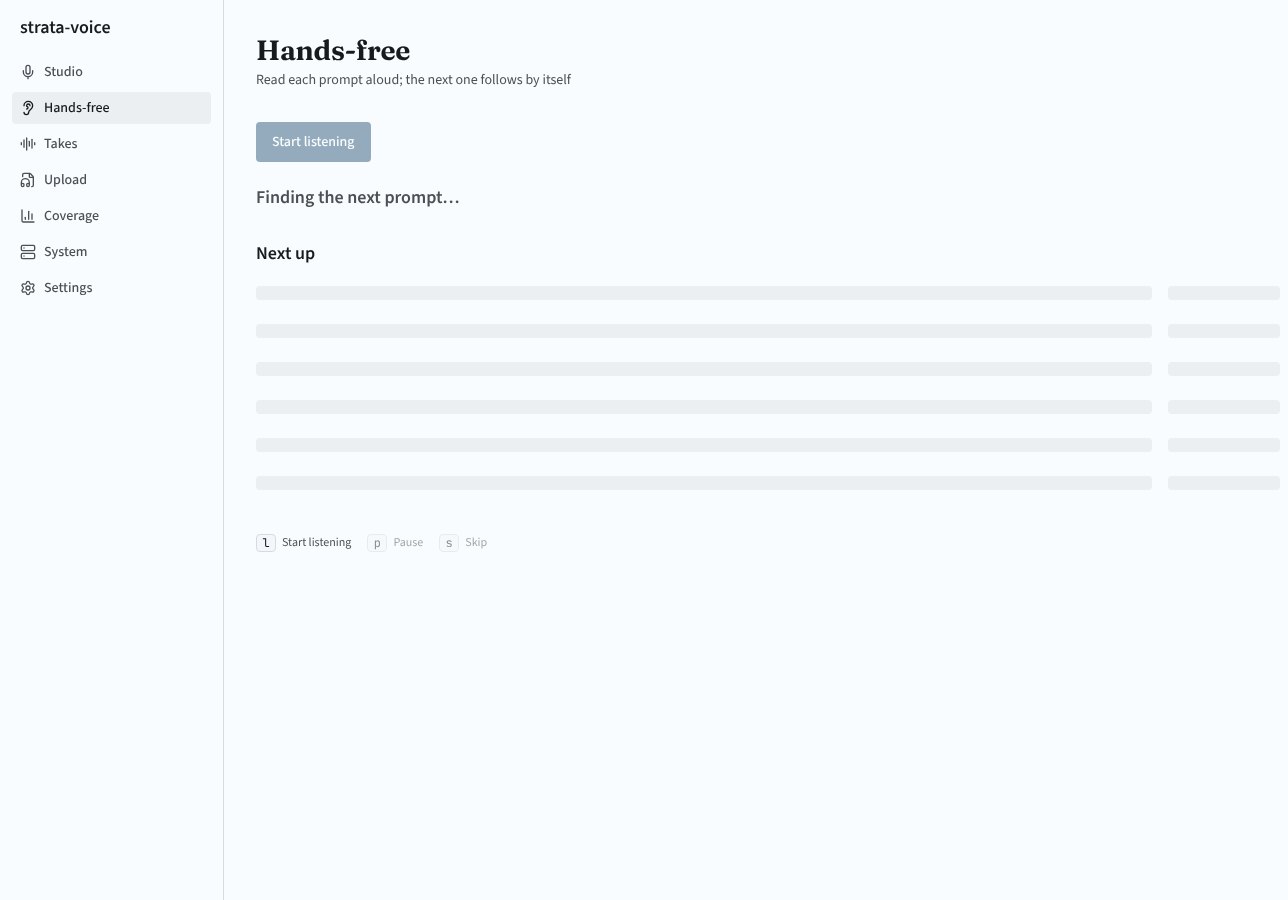 strata-voice
Studio
Hands-free
Takes
Upload
Coverage
System
Settings
Hands-free
Read each prompt aloud; the next one follows by itself
Start listening
Finding the next prompt…
Next up
l Start listening p Pause s Skip